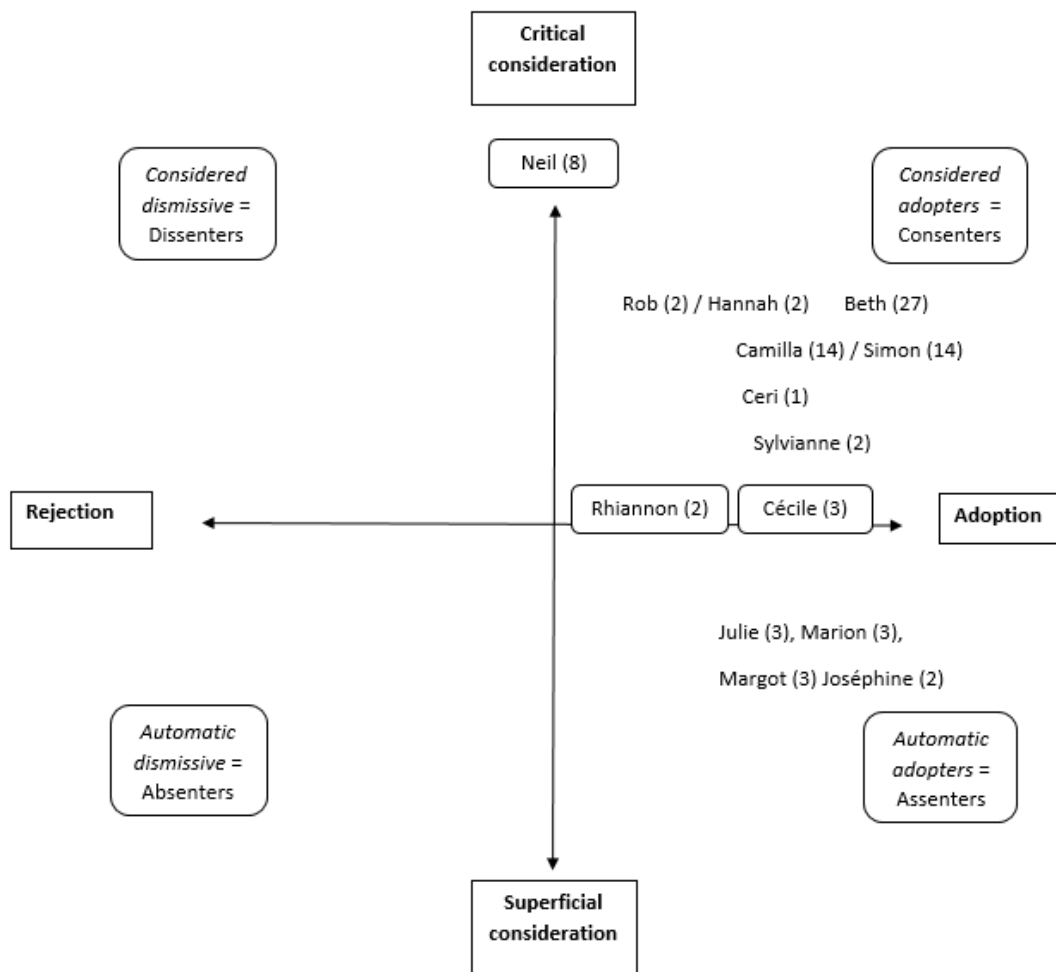 Critical
consideration
Neil (8)
Considered
dismissive =
Dissenters
Considered
adopters =
Consenters
Rob (2) / Hannah (2) Beth (27)
Camilla (14) / Simon (14)
Ceri (1)
Sylvianne (2)
Rejection
Rhiannon (2)
Cécile (3)
Adoption
Julie (3), Marion (3),
Margot (3) Joséphine (2)
Automatic
dismissive =
Absenters
Automatic
adopters =
Assenters
Superficial
consideration